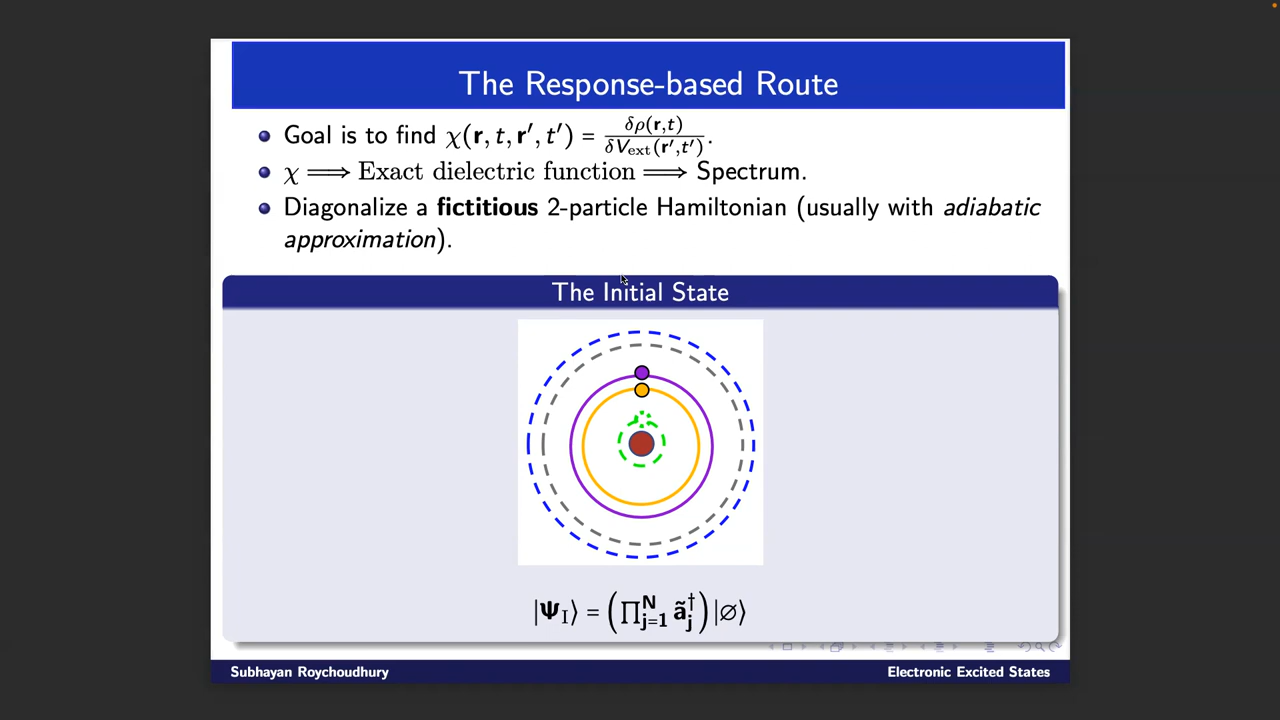 The Response-based Route
Goal is to find χ(r, t, r′, t′) = δρ(r,t) / δV_ext(r′,t′).
χ ⟹ Exact dielectric function ⟹ Spectrum.
Diagonalize a fictitious 2-particle Hamiltonian (usually with adiabatic
approximation).
The Initial State
|Ψ_I⟩ = (∏_{j=1}^{N} ã_j^†) |∅⟩
Subhayan Roychoudhury
Electronic Excited States